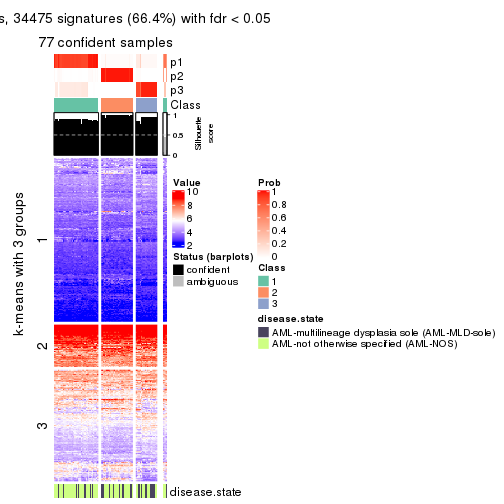 s, 34475 signatures (66.4%) with fdr < 0.05
77 confident samples
p1
p2
p3
Class
1
0.5
0
Silhouette
score
k-means with 3 groups
1
2
3
disease.state
Value
10
8
6
4
2
Status (barplots)
confident
ambiguous
Prob
1
0.8
0.6
0.4
0.2
0
Class
1
2
3
disease.state
AML-multilineage dysplasia sole (AML-MLD-sole)
AML-not otherwise specified (AML-NOS)